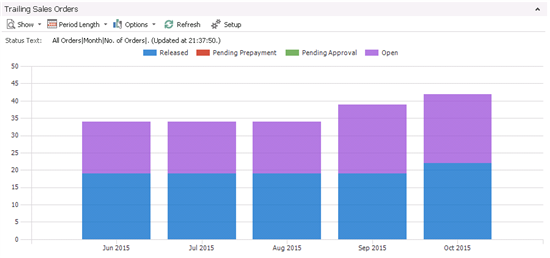 Trailing Sales Orders
Show Period Length Options Refresh Setup
Status Text: All Orders|Month|No. of Orders|. (Updated at 21:37:50.)
Released Pending Prepayment Pending Approval Open
50
45
40
35
30
25
20
15
10
5
0
Jun 2015 Jul 2015 Aug 2015 Sep 2015 Oct 2015